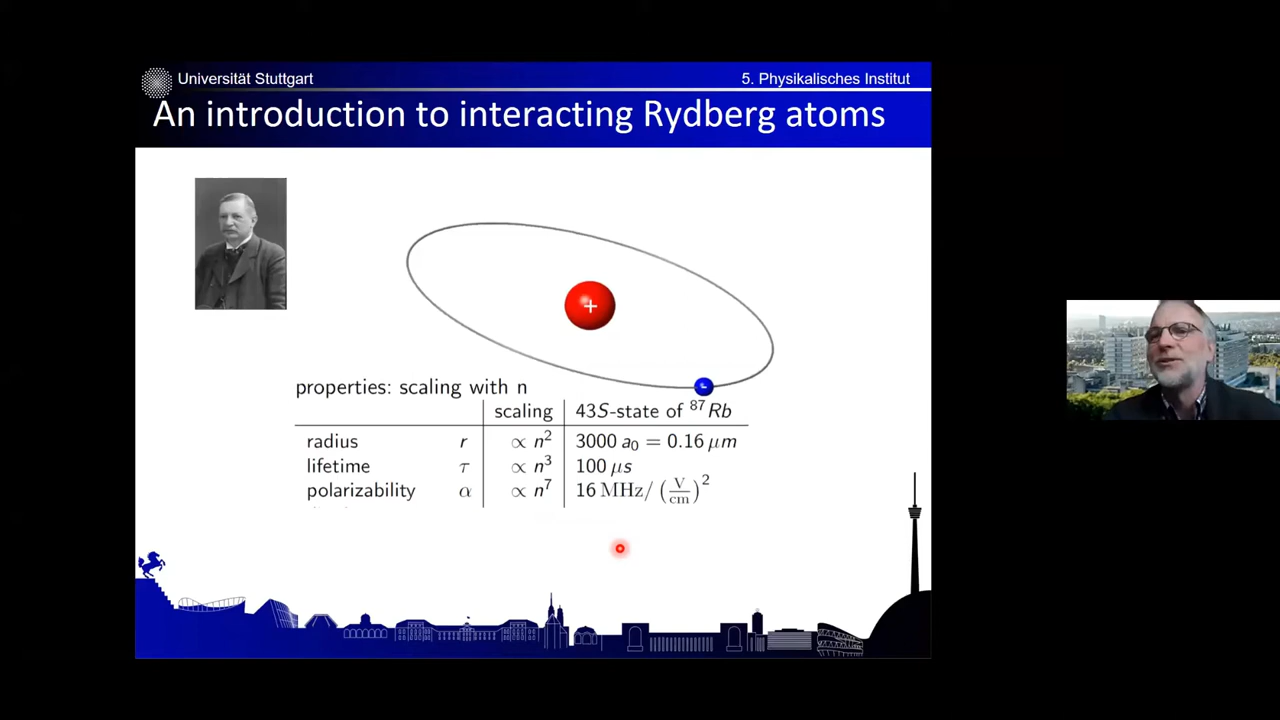 Universität Stuttgart
5. Physikalisches Institut
An introduction to interacting Rydberg atoms
+
-
properties: scaling with n
scaling 43S-state of ⁸⁷Rb
radius r ∝ n² 3000 a₀ = 0.16 μm
lifetime τ ∝ n³ 100 μs
polarizability α ∝ n⁷ 16 MHz/(V/cm)²